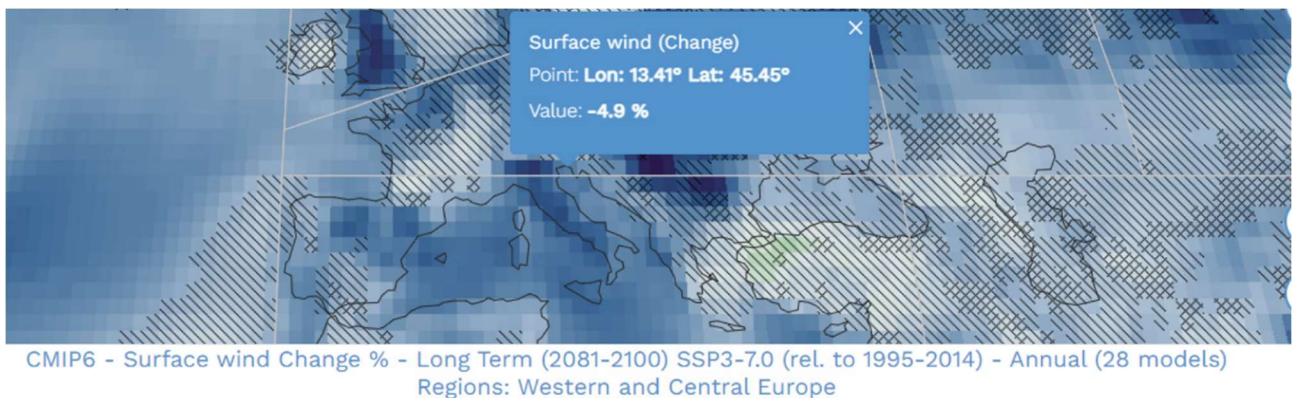 Surface wind (Change)
Point: Lon: 13.41° Lat: 45.45°
Value: -4.9 %
CMIP6 - Surface wind Change % - Long Term (2081-2100) SSP3-7.0 (rel. to 1995-2014) - Annual (28 models)
Regions: Western and Central Europe